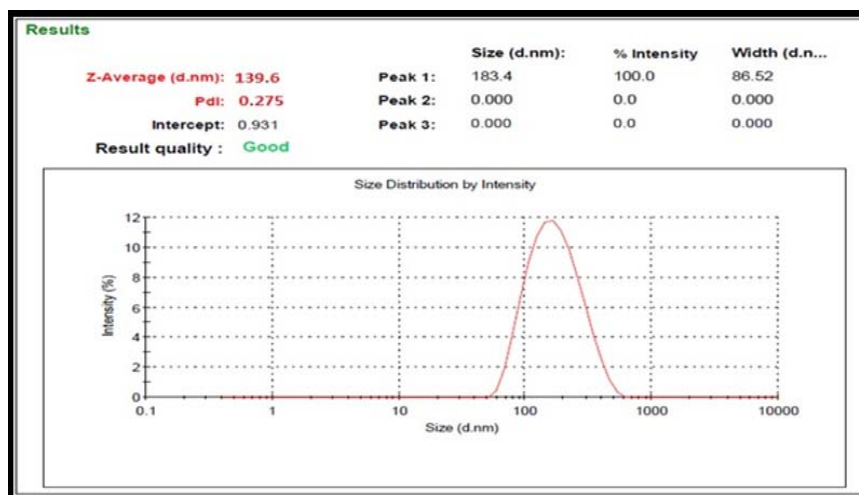 Results
Size (d.nm): % Intensity Width (d.n...
Z-Average (d.nm): 139.6 Peak 1: 183.4 100.0 86.52
PdI: 0.275 Peak 2: 0.000 0.0 0.000
Intercept: 0.931 Peak 3: 0.000 0.0 0.000
Result quality : Good
Size Distribution by Intensity
12
10
8
6
4
2
0
Intensity (%)
0.1 1 10 100 1000 10000
Size (d.nm)